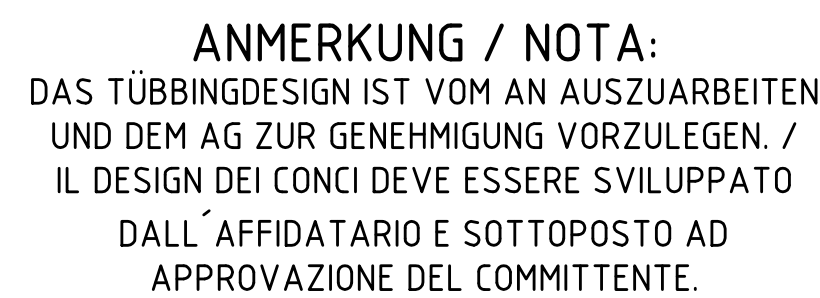 ANMERKUNG / NOTA:
DAS TÜBBINGDESIGN IST VOM AN AUSZUARBEITEN
UND DEM AG ZUR GENEHMIGUNG VORZULEGEN. /
IL DESIGN DEI CONCI DEVE ESSERE SVILUPPATO
DALL´AFFIDATARIO E SOTTOPOSTO AD
APPROVAZIONE DEL COMMITTENTE.